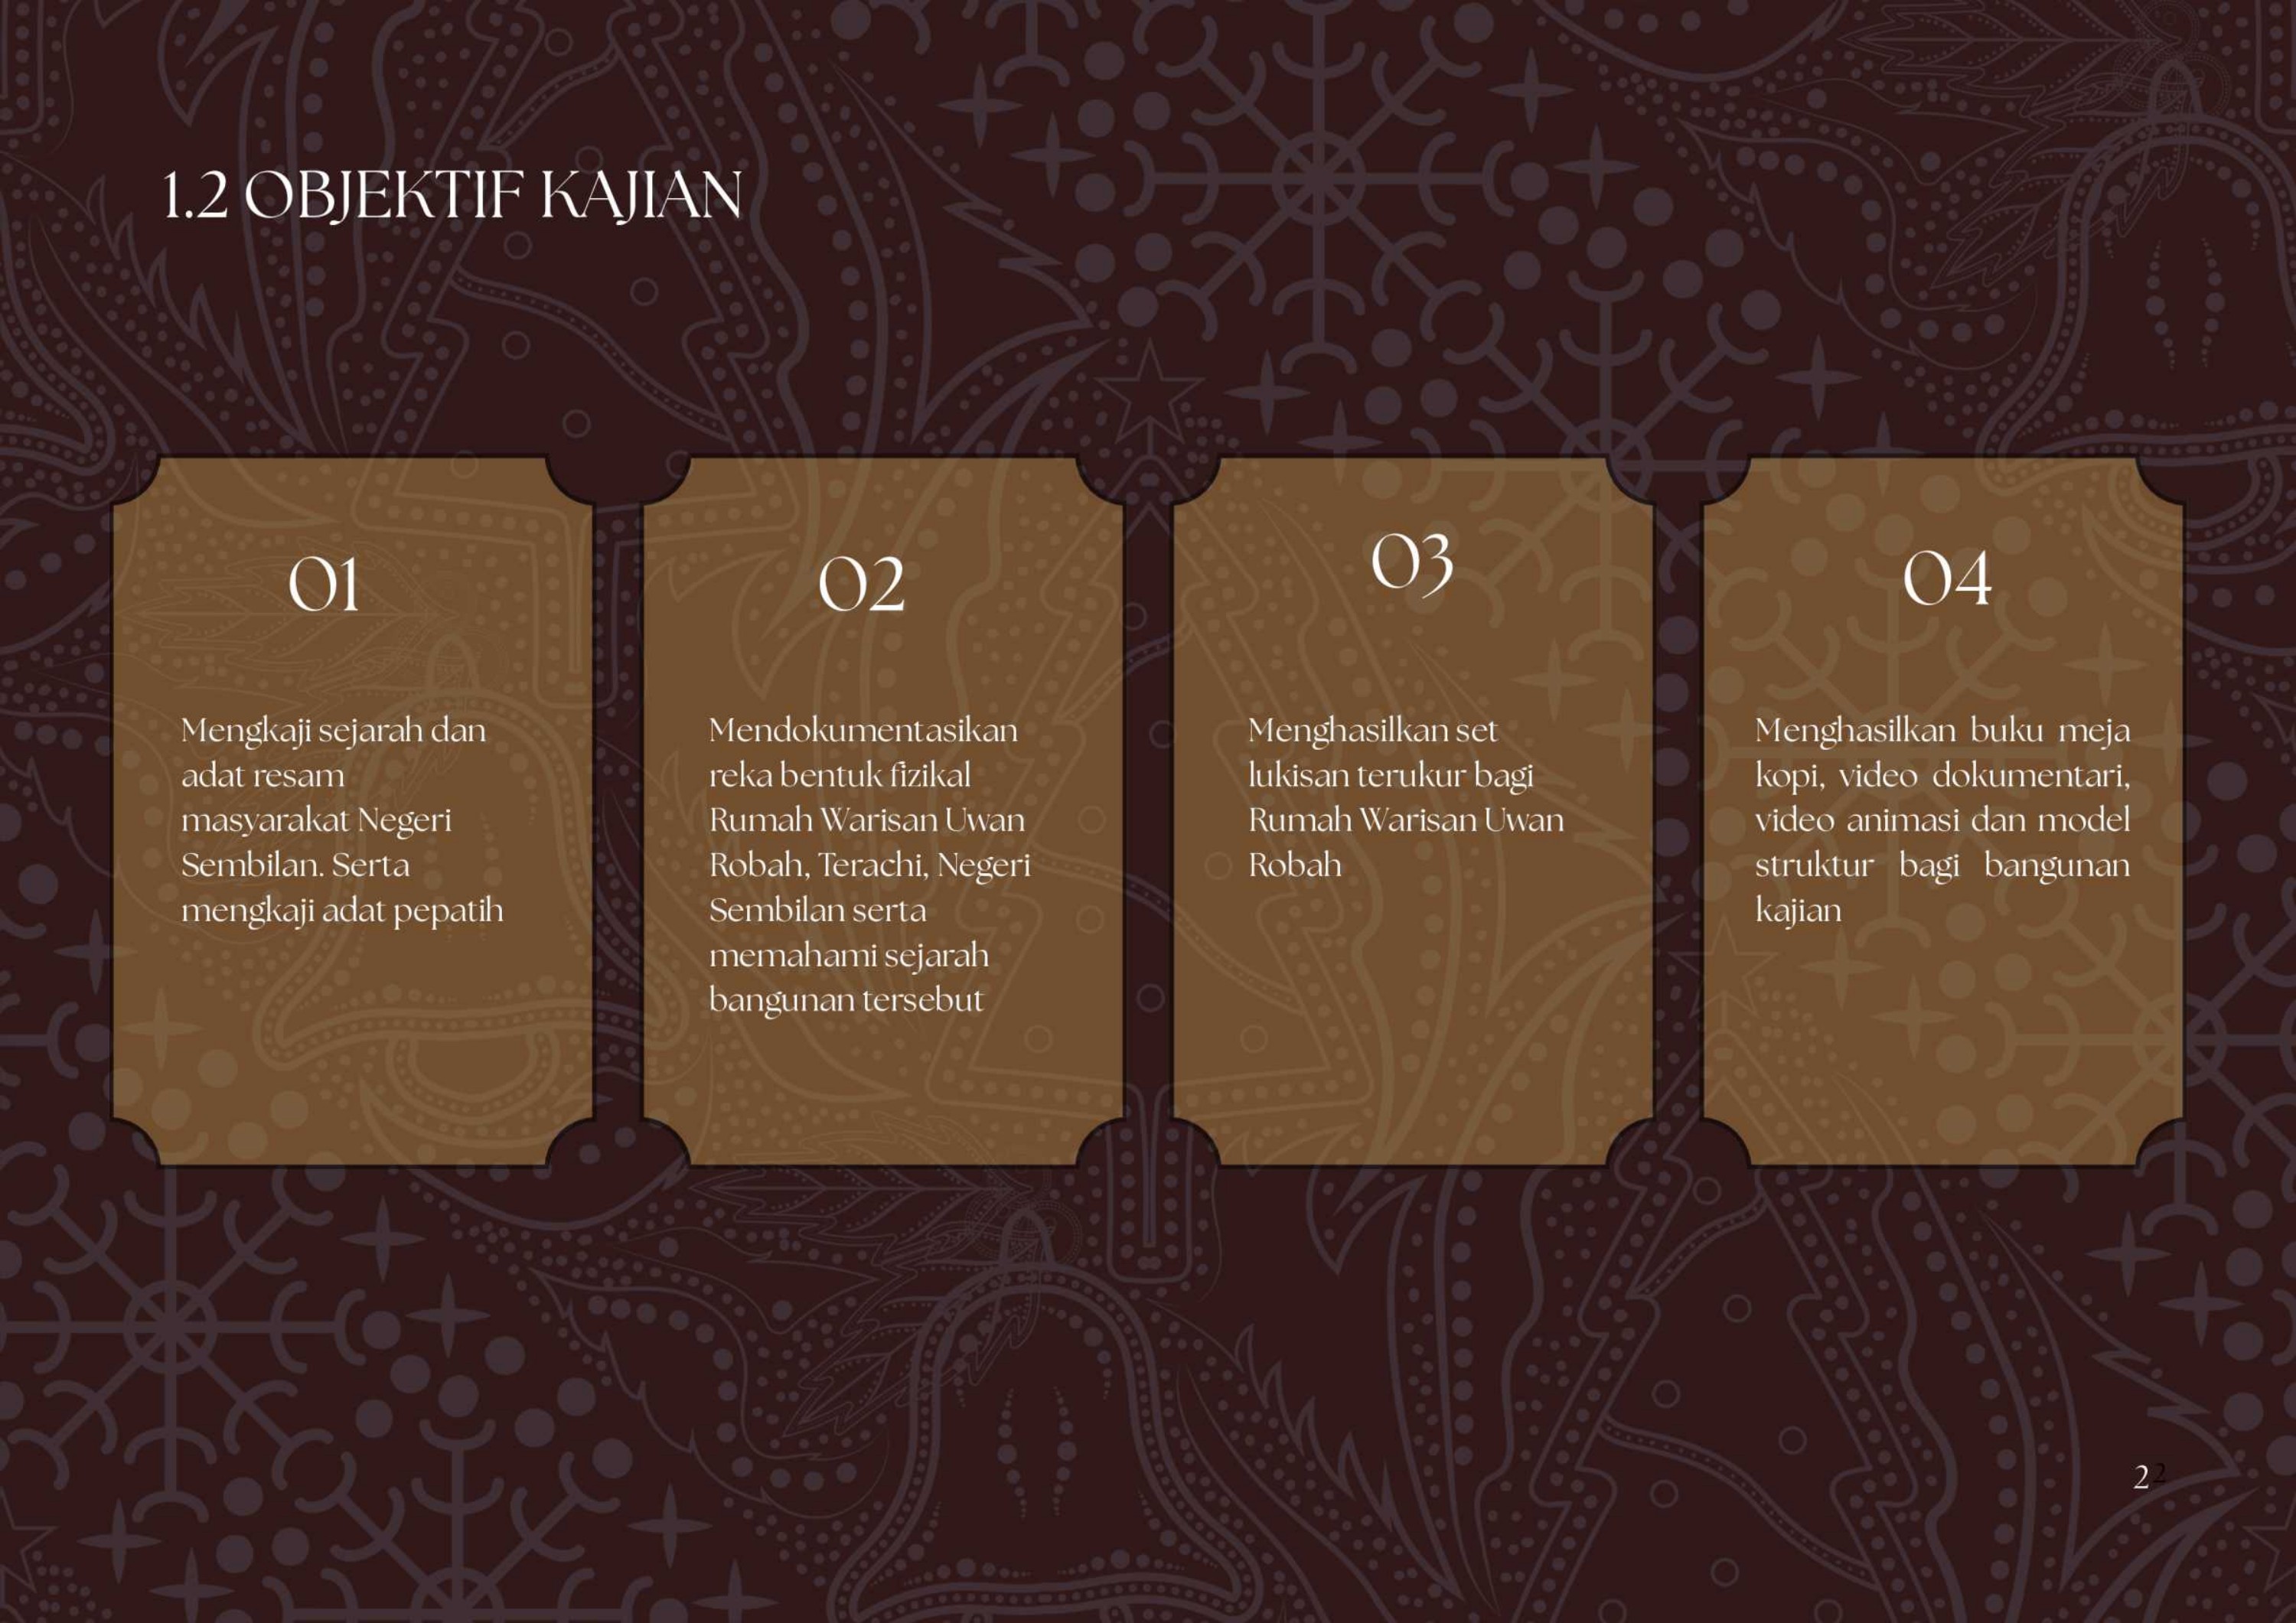 1.2 OBJEKTIF KAJIAN
01
Mengkaji sejarah dan
adat resam
masyarakat Negeri
Sembilan. Serta
mengkaji adat pepatih
02
Mendokumentasikan
reka bentuk fizikal
Rumah Warisan Uwan
Robah, Terachi, Negeri
Sembilan serta
memahami sejarah
bangunan tersebut
03
Menghasilkan set
lukisan terukur bagi
Rumah Warisan Uwan
Robah
04
Menghasilkan buku meja
kopi, video dokumentari,
video animasi dan model
struktur bagi bangunan
kajian
2 2